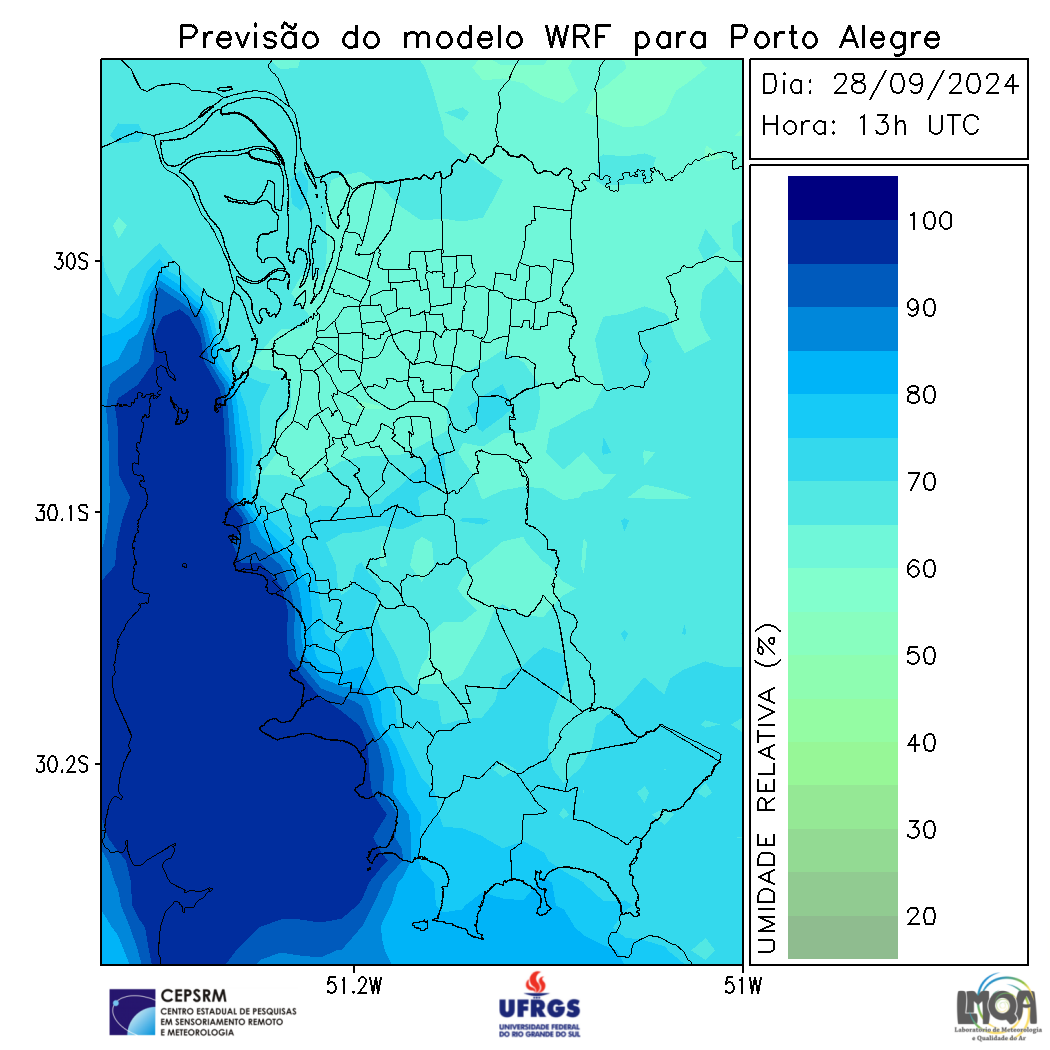 Previsão do modelo WRF para Porto Alegre
Dia: 28/09/2024
Hora: 13h UTC
30S
30.1S
30.2S
51.2W
51W
100
90
80
70
60
50
40
30
20
UMIDADE RELATIVA (%)
CEPSRM
CENTRO ESTADUAL DE PESQUISAS
EM SENSORIAMENTO REMOTO
E METEOROLOGIA
UFRGS
UNIVERSIDADE FEDERAL
DO RIO GRANDE DO SUL
LMQA
Laboratório de Meteorologia
e Qualidade do Ar